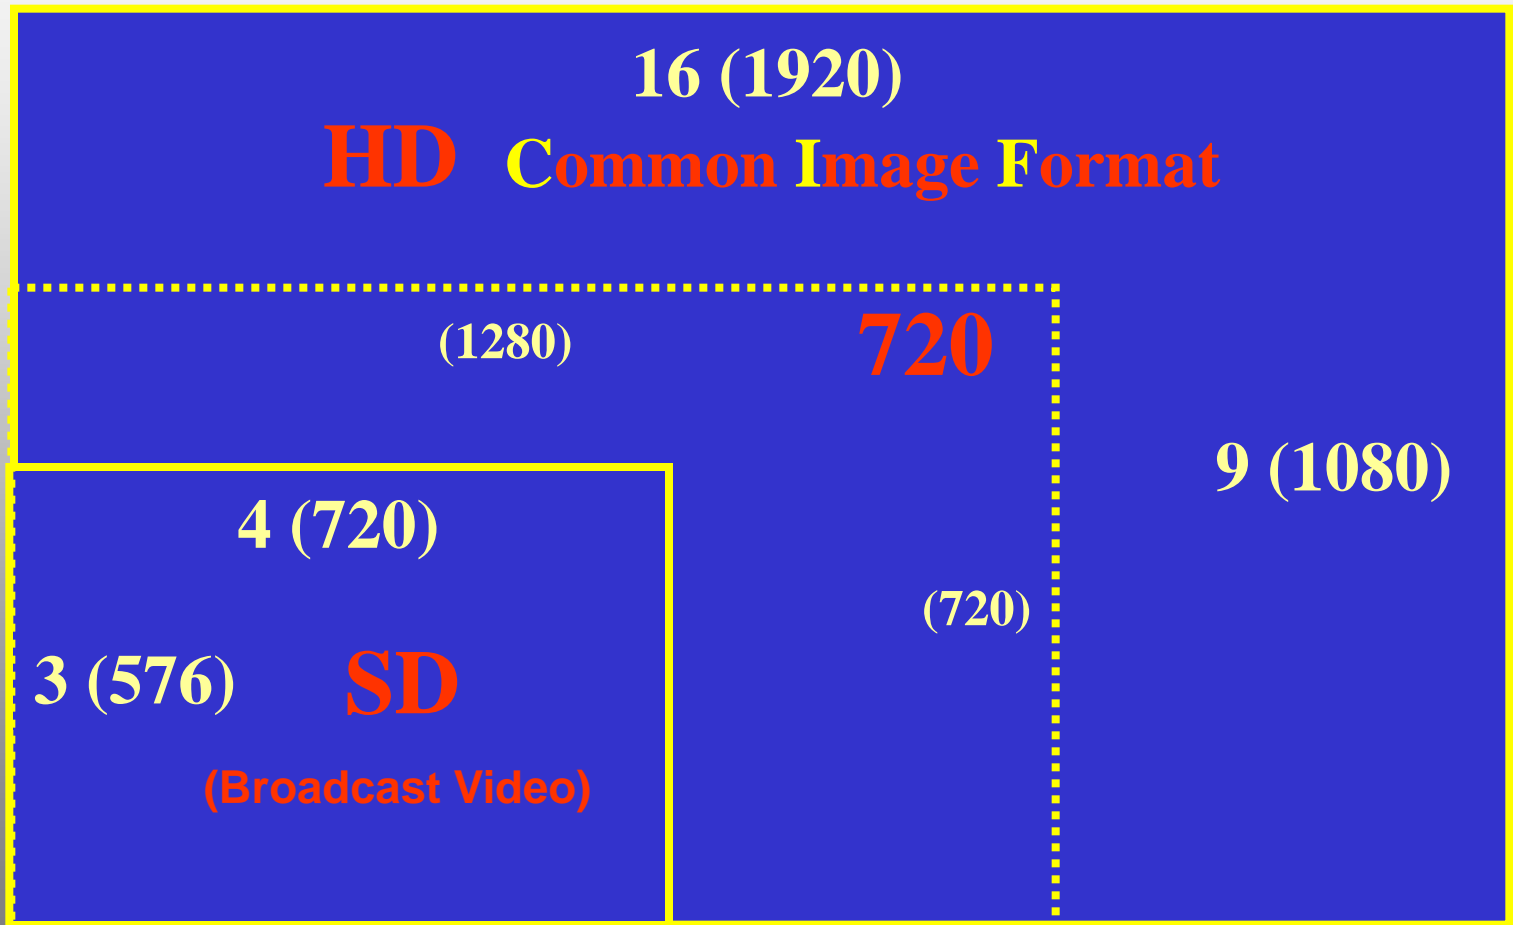 16 (1920)
HD Common Image Format
(1280)
720
9 (1080)
4 (720)
(720)
3 (576)
SD
(Broadcast Video)